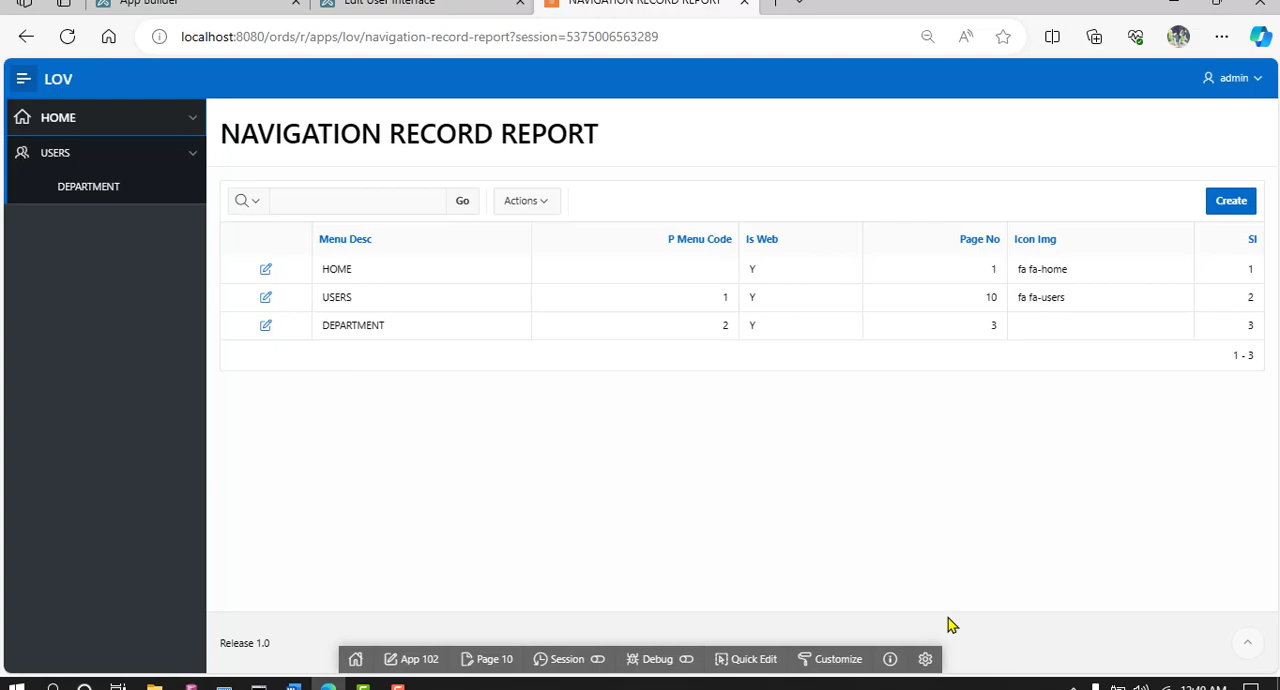 App Builder
Edit User Interface
NAVIGATION RECORD REPORT
localhost:8080/ords/r/apps/lov/navigation-record-report?session=5375006563289
LOV
admin
HOME
USERS
DEPARTMENT
NAVIGATION RECORD REPORT
Go
Actions
Create
Menu Desc P Menu Code Is Web Page No Icon Img Sl
HOME Y 1 fa fa-home 1
USERS 1 Y 10 fa fa-users 2
DEPARTMENT 2 Y 3 3
1 - 3
Release 1.0
App 102 Page 10 Session Debug Quick Edit Customize
12:40 AM